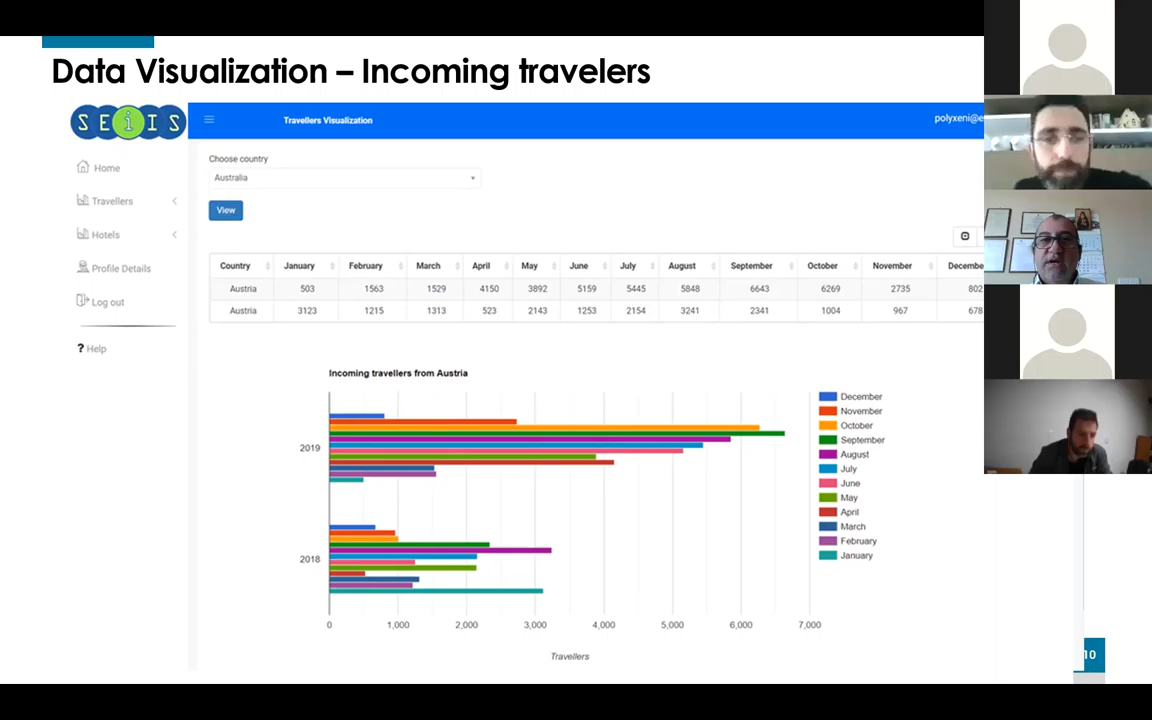 Data Visualization – Incoming travelers
SEiIS
Travellers Visualization
polyxeni@e
Home
Travellers
Hotels
Profile Details
Log out
? Help
Choose country
Australia
View
Country January February March April May June July August September October November Decembe
Austria 503 1563 1529 4150 3892 5159 5445 5848 6643 6269 2735 802
Austria 3123 1215 1313 523 2143 1253 2154 3241 2341 1004 967 678
Incoming travellers from Austria
2019
2018
0 1,000 2,000 3,000 4,000 5,000 6,000 7,000
Travellers
December
November
October
September
August
July
June
May
April
March
February
January
10